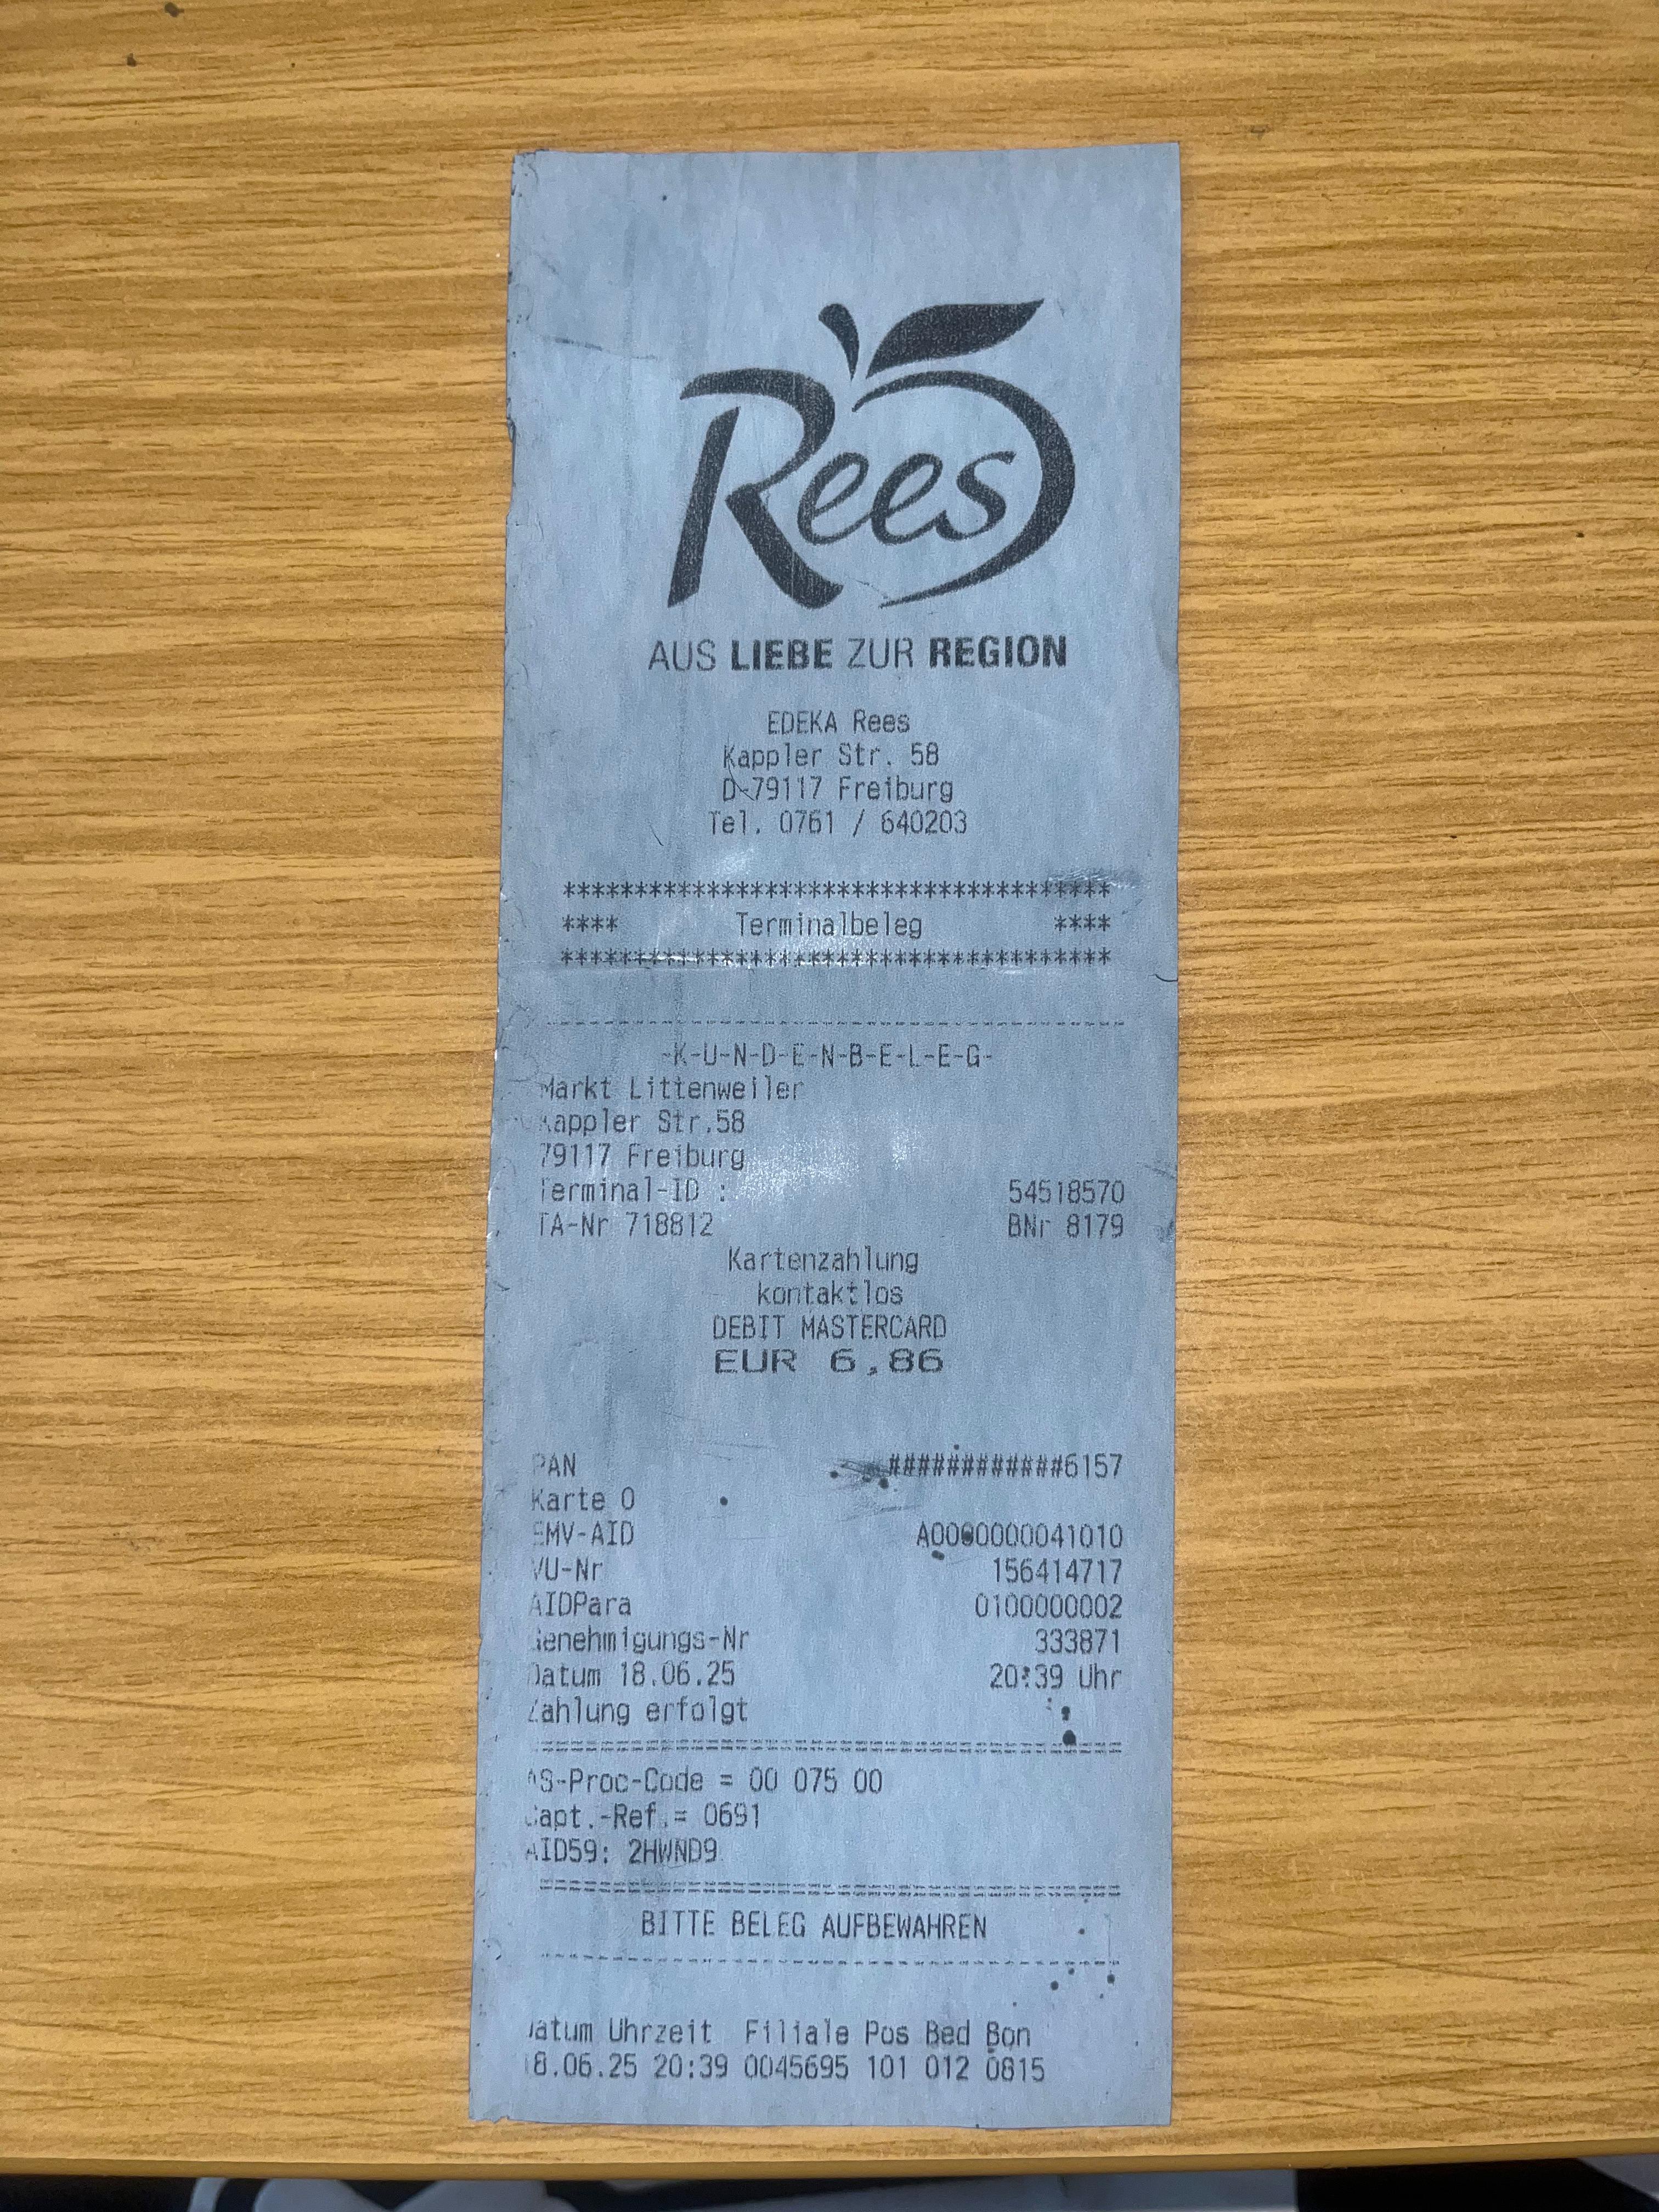 Rees
AUS LIEBE ZUR REGION
EDEKA Rees
Kappler Str. 58
D-79117 Freiburg
Tel. 0761 / 640203
**************************************
**** Terminalbeleg ****
**************************************
-K-U-N-D-E-N-B-E-L-E-G-
Markt Littenweiler
Kappler Str.58
79117 Freiburg
Terminal-ID : 54518570
TA-Nr 718812 BNr 8179
Kartenzahlung
kontaktlos
DEBIT MASTERCARD
EUR 6,86
PAN ############6157
Karte 0
EMV-AID A0000000041010
VU-Nr 156414717
AIDPara 0100000002
Genehmigungs-Nr 333871
Datum 18.06.25 20:39 Uhr
Zahlung erfolgt
AS-Proc-Code = 00 075 00
Capt.-Ref.= 0691
AID59: 2HWND9
BITTE BELEG AUFBEWAHREN
Datum Uhrzeit Filiale Pos Bed Bon
18.06.25 20:39 0045695 101 012 0815